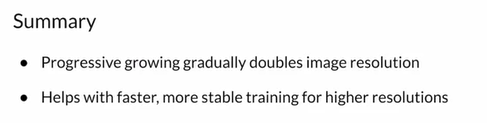 Summary
• Progressive growing gradually doubles image resolution
• Helps with faster, more stable training for higher resolutions